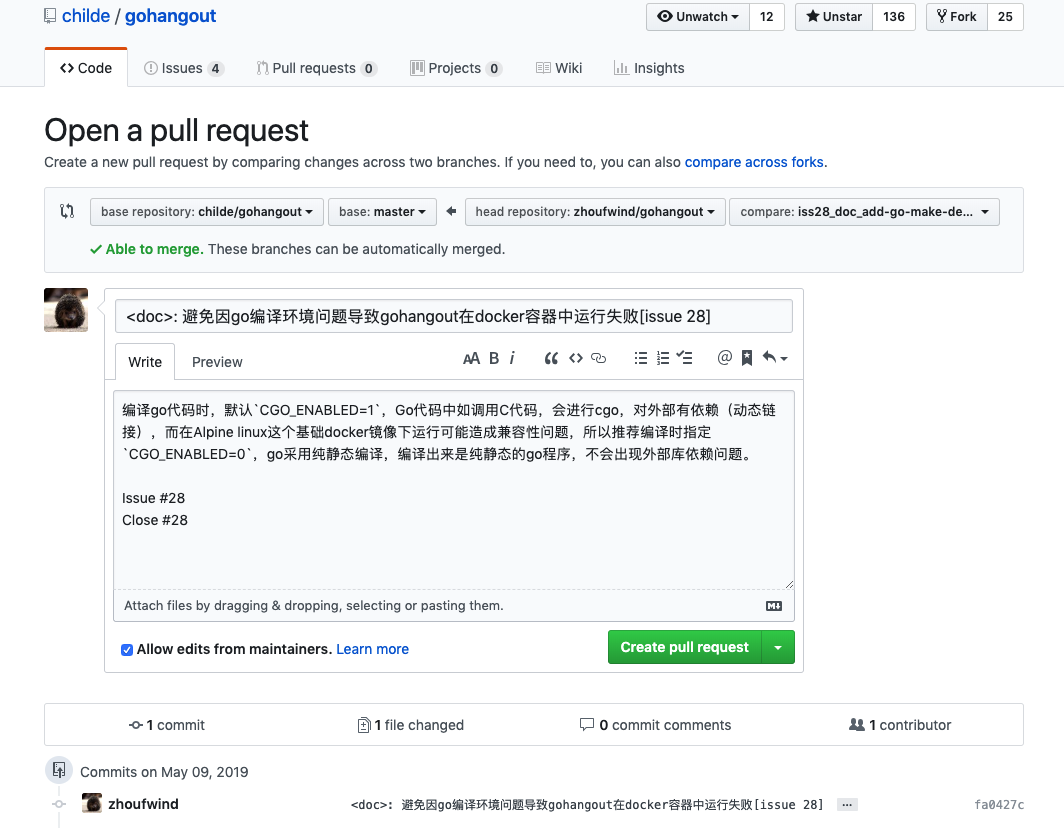 childe / gohangout
Unwatch 12 Unstar 136 Fork 25
Code Issues 4 Pull requests 0 Projects 0 Wiki Insights
Open a pull request
Create a new pull request by comparing changes across two branches. If you need to, you can also compare across forks.
base repository: childe/gohangout base: master head repository: zhoufwind/gohangout compare: iss28_doc_add-go-make-de...
Able to merge. These branches can be automatically merged.
<doc>: 避免因go编译环境问题导致gohangout在docker容器中运行失败[issue 28]
Write Preview AA B i
编译go代码时，默认`CGO_ENABLED=1`，Go代码中如调用C代码，会进行cgo，对外部有依赖（动态链
接），而在Alpine linux这个基础docker镜像下运行可能造成兼容性问题，所以推荐编译时指定
`CGO_ENABLED=0`，go采用纯静态编译，编译出来是纯静态的go程序，不会出现外部库依赖问题。
Issue #28
Close #28
Attach files by dragging & dropping, selecting or pasting them.
Allow edits from maintainers. Learn more Create pull request
1 commit 1 file changed 0 commit comments 1 contributor
Commits on May 09, 2019
zhoufwind <doc>: 避免因go编译环境问题导致gohangout在docker容器中运行失败[issue 28] ... fa0427c